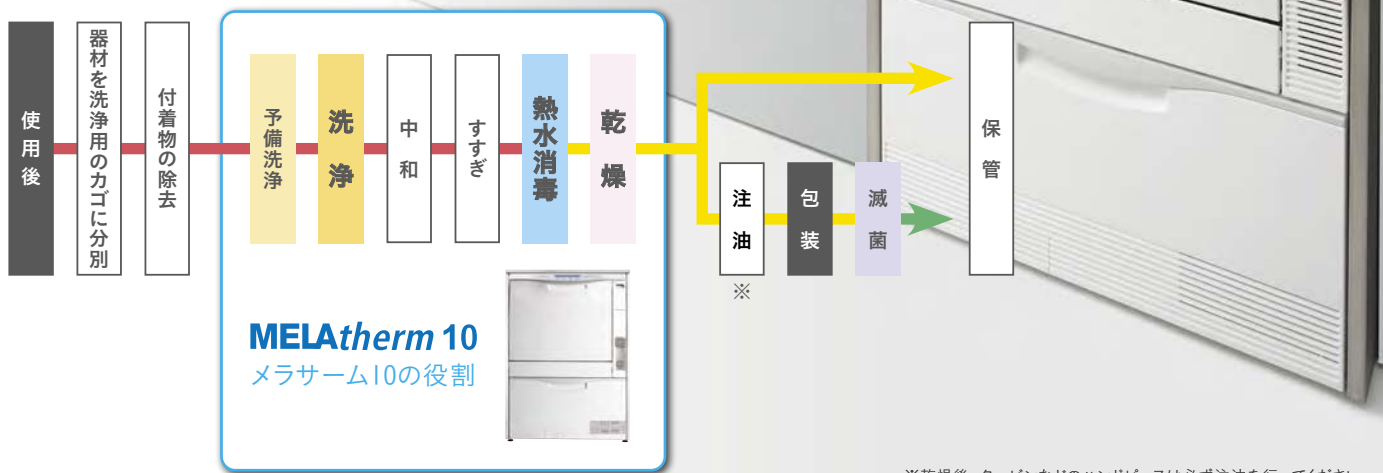 使用後
器材を洗浄用のカゴに分別
付着物の除去
予備洗浄
洗浄
中和
すすぎ
熱水消毒
乾燥
注油
※
包装
滅菌
保管
MELAtherm 10
メラサーム10の役割